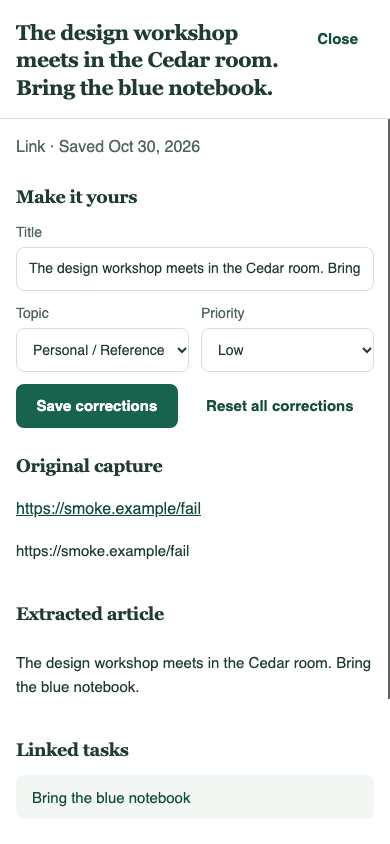 The design workshop
meets in the Cedar room.
Bring the blue notebook.
Close
Link · Saved Oct 30, 2026
Make it yours
Title
The design workshop meets in the Cedar room. Bring
Topic
Priority
Personal / Reference
Low
Save corrections
Reset all corrections
Original capture
https://smoke.example/fail
https://smoke.example/fail
Extracted article
The design workshop meets in the Cedar room. Bring
the blue notebook.
Linked tasks
Bring the blue notebook